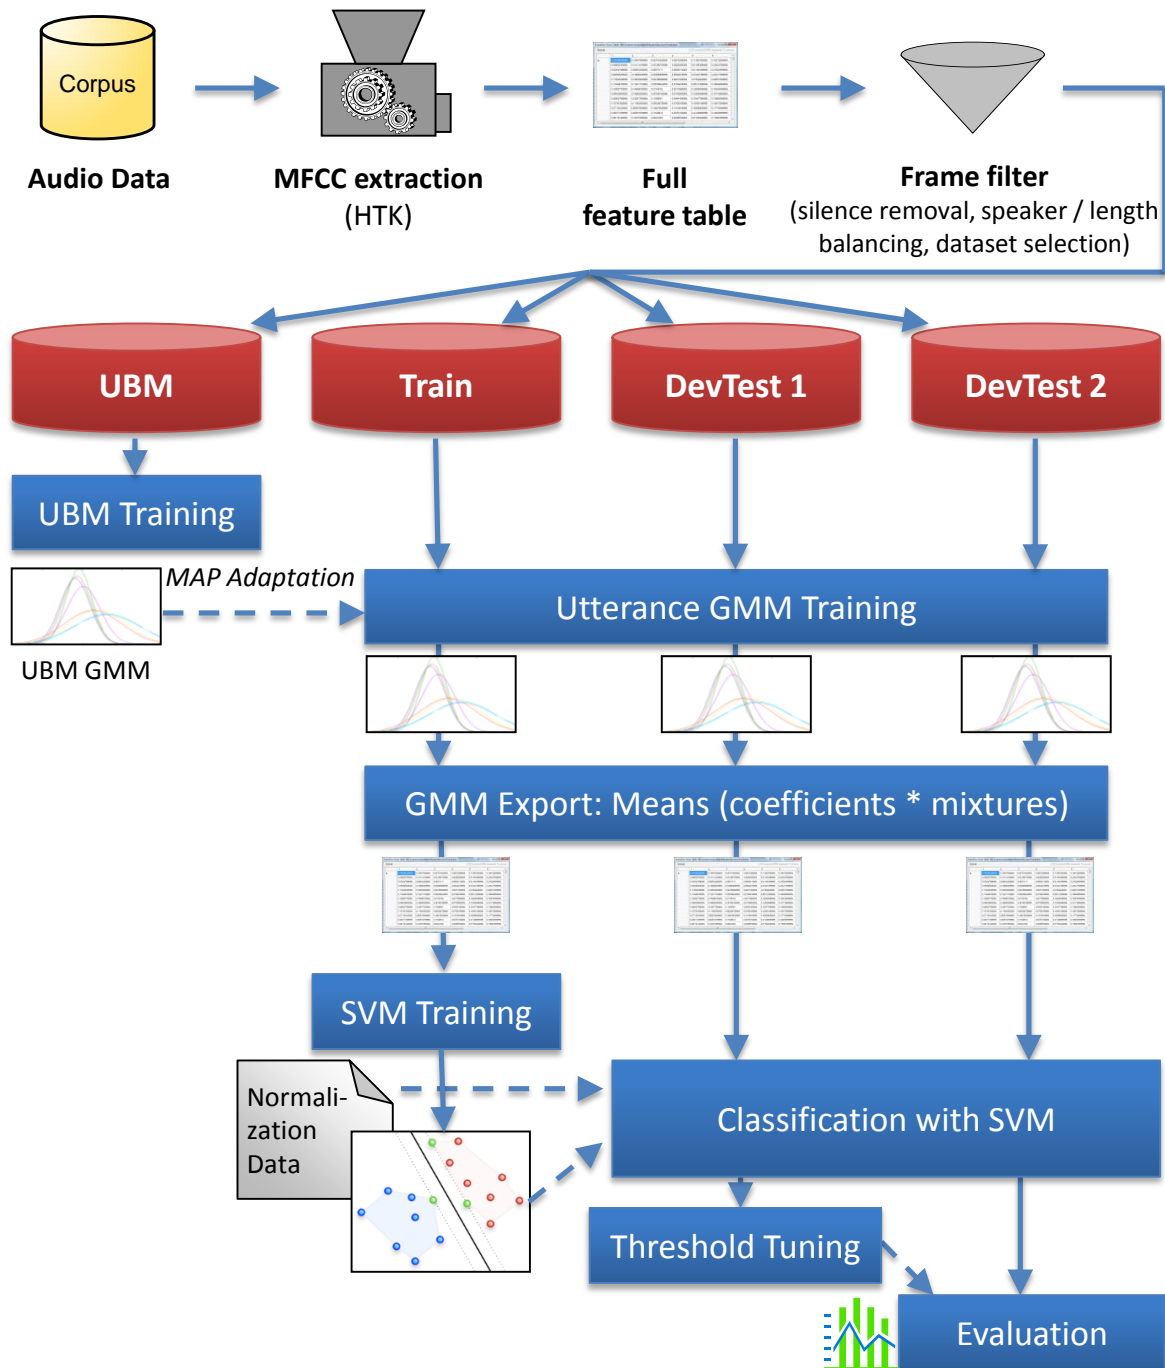 Corpus
Audio Data
MFCC extraction
(HTK)
Full
feature table
Frame filter
(silence removal, speaker / length
balancing, dataset selection)
UBM
Train
DevTest 1
DevTest 2
UBM Training
MAP Adaptation
UBM GMM
Utterance GMM Training
GMM Export: Means (coefficients * mixtures)
SVM Training
Normali-
zation
Data
Classification with SVM
Threshold Tuning
Evaluation